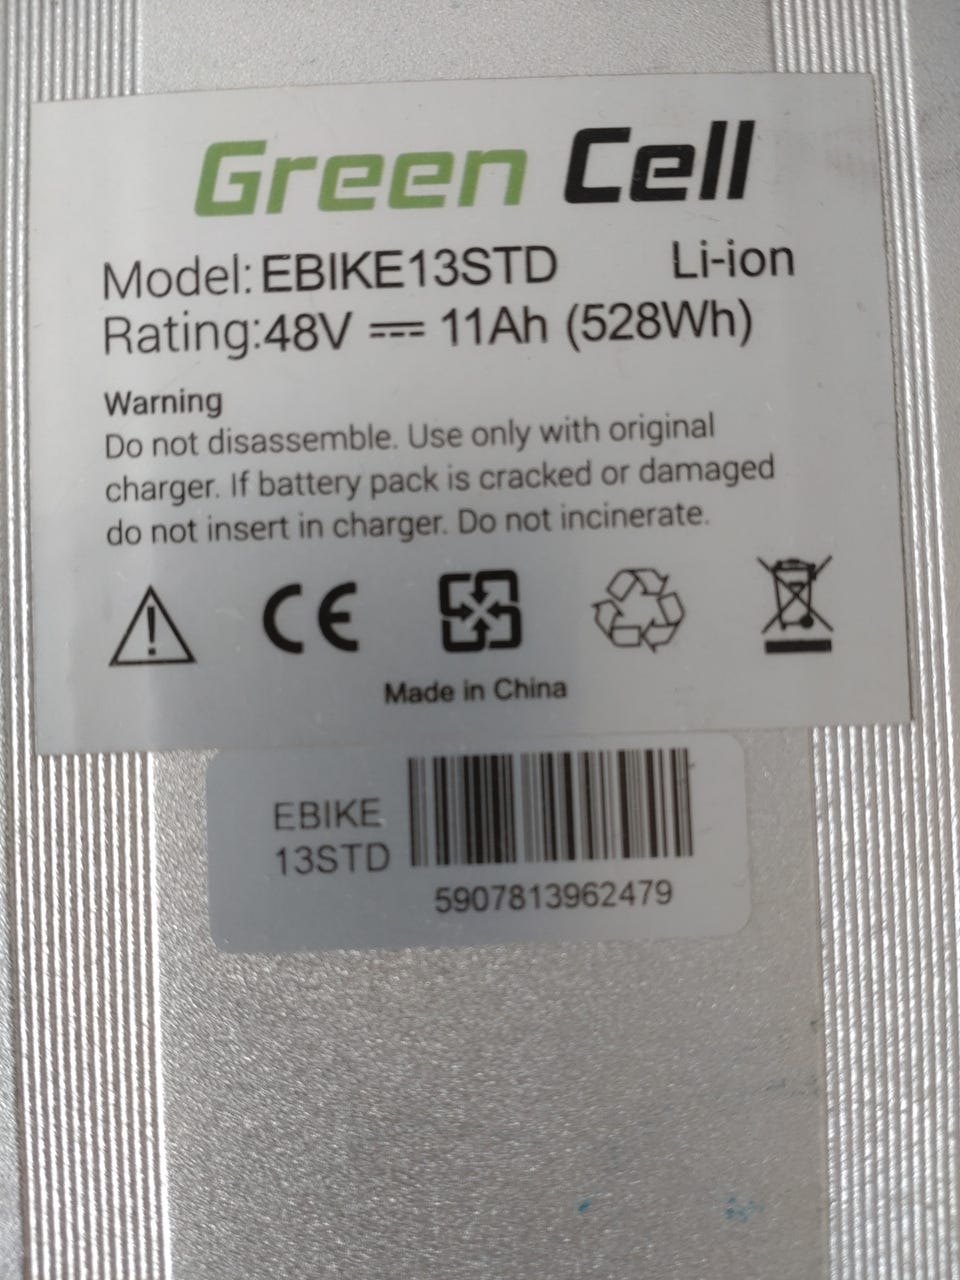 Green Cell
Model: EBIKE13STD Li-ion
Rating:48V ⎓ 11Ah (528Wh)
Warning
Do not disassemble. Use only with original
charger. If battery pack is cracked or damaged
do not insert in charger. Do not incinerate.
CE
Made in China
EBIKE
13STD
5907813962479